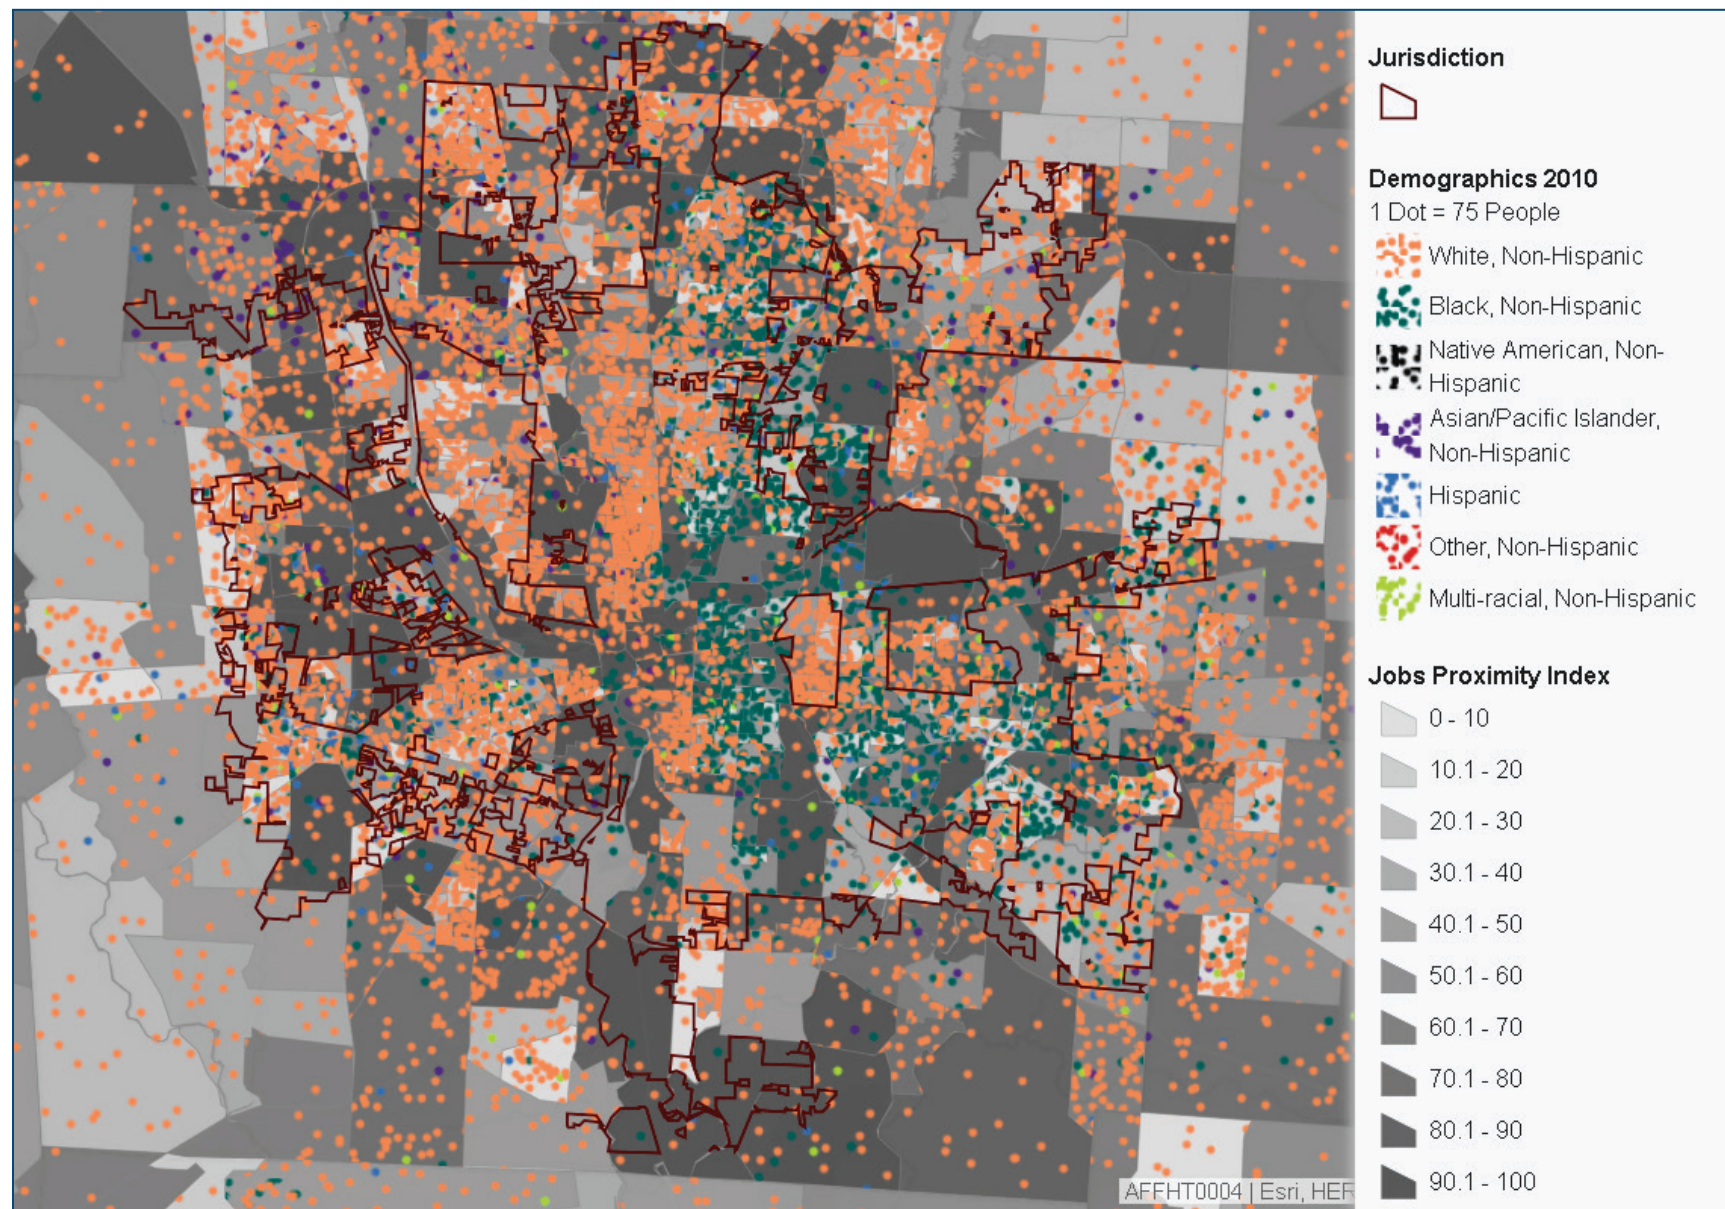 Jurisdiction
Demographics 2010
1 Dot = 75 People
White, Non-Hispanic
Black, Non-Hispanic
Native American, Non-
Hispanic
Asian/Pacific Islander,
Non-Hispanic
Hispanic
Other, Non-Hispanic
Multi-racial, Non-Hispanic
Jobs Proximity Index
0 - 10
10.1 - 20
20.1 - 30
30.1 - 40
40.1 - 50
50.1 - 60
60.1 - 70
70.1 - 80
80.1 - 90
90.1 - 100
AFFHT0004 | Esri, HER